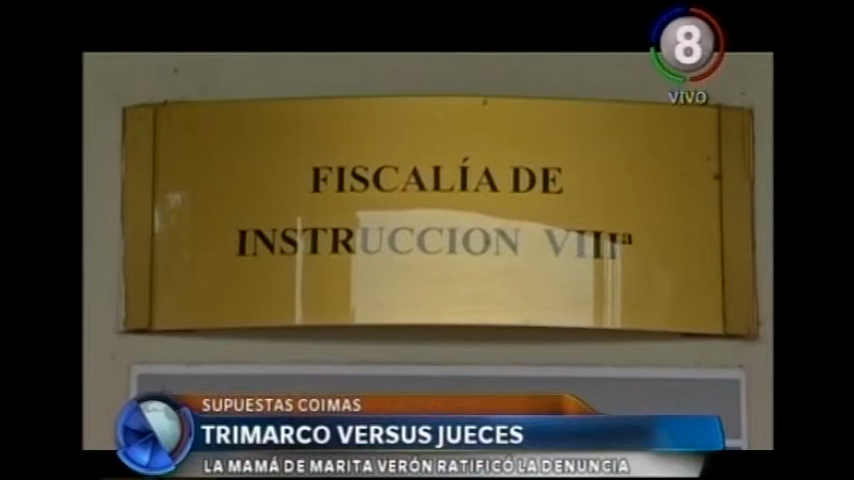 8
VIVO
FISCALÍA DE
INSTRUCCION VIIIª
SUPUESTAS COIMAS
TRIMARCO VERSUS JUECES
LA MAMÁ DE MARITA VERÓN RATIFICÓ LA DENUNCIA